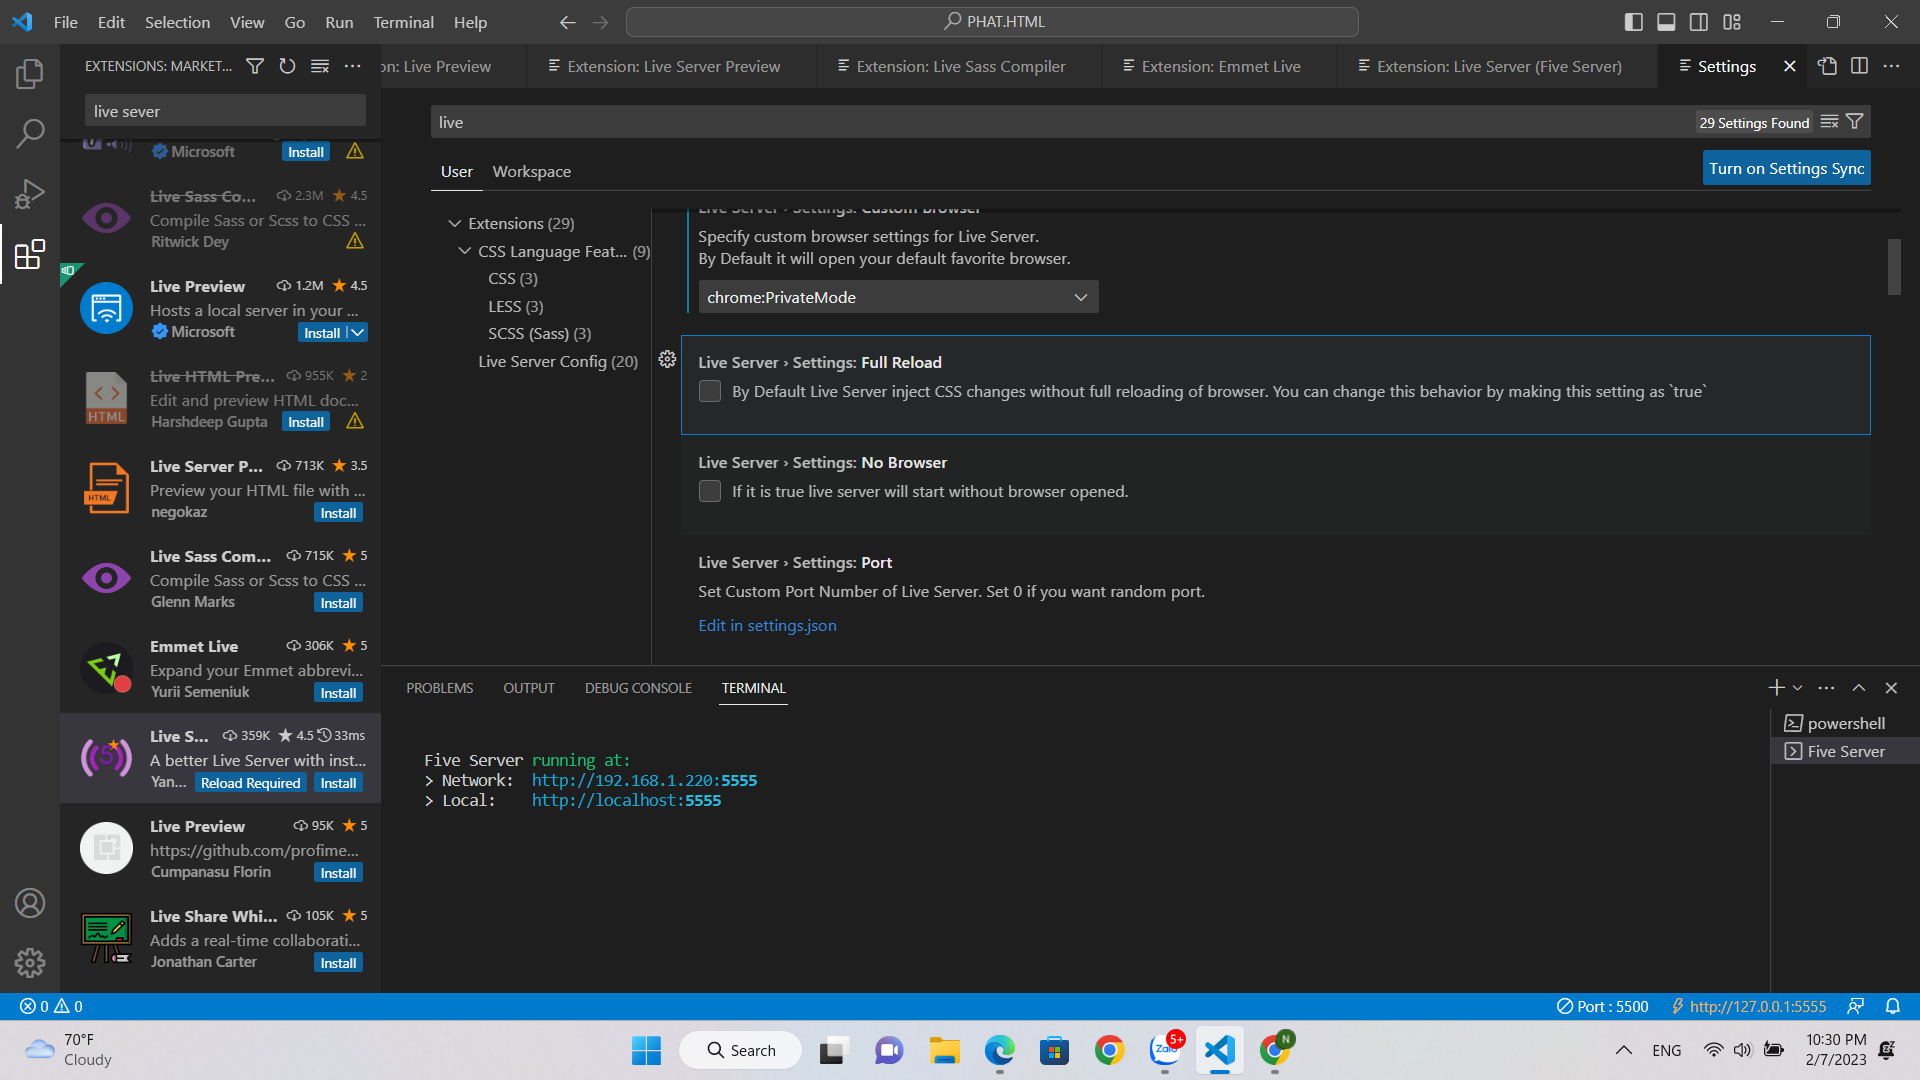 File Edit Selection View Go Run Terminal Help
PHAT.HTML
EXTENSIONS: MARKET...
on: Live Preview
Extension: Live Server Preview
Extension: Live Sass Compiler
Extension: Emmet Live
Extension: Live Server (Five Server)
Settings
live sever
Microsoft Install
Live Sass Co... 2.3M 4.5
Compile Sass or Scss to CSS ...
Ritwick Dey
Live Preview 1.2M 4.5
Hosts a local server in your ...
Microsoft Install
Live HTML Pre... 955K 2
Edit and preview HTML doc...
Harshdeep Gupta Install
HTML
Live Server P... 713K 3.5
Preview your HTML file with ...
negokaz Install
HTML
Live Sass Com... 715K 5
Compile Sass or Scss to CSS ...
Glenn Marks Install
Emmet Live 306K 5
Expand your Emmet abbrevi...
Yurii Semeniuk Install
Live S... 359K 4.5 33ms
A better Live Server with inst...
Yan... Reload Required Install
5
Live Preview 95K 5
https://github.com/profime...
Cumpanasu Florin Install
Live Share Whi... 105K 5
Adds a real-time collaborati...
Jonathan Carter Install
live
29 Settings Found
User Workspace
Turn on Settings Sync
Extensions (29)
CSS Language Feat... (9)
CSS (3)
LESS (3)
SCSS (Sass) (3)
Live Server Config (20)
Live Server › Settings: Custom Browser
Specify custom browser settings for Live Server.
By Default it will open your default favorite browser.
chrome:PrivateMode
Live Server › Settings: Full Reload
By Default Live Server inject CSS changes without full reloading of browser. You can change this behavior by making this setting as `true`
Live Server › Settings: No Browser
If it is true live server will start without browser opened.
Live Server › Settings: Port
Set Custom Port Number of Live Server. Set 0 if you want random port.
Edit in settings.json
PROBLEMS OUTPUT DEBUG CONSOLE TERMINAL
Five Server running at:
> Network: http://192.168.1.220:5555
> Local: http://localhost:5555
powershell
Five Server
0 0
Port : 5500
http://127.0.0.1:5555
70°F
Cloudy
Search
Zalo
5+
N
ENG
10:30 PM
2/7/2023